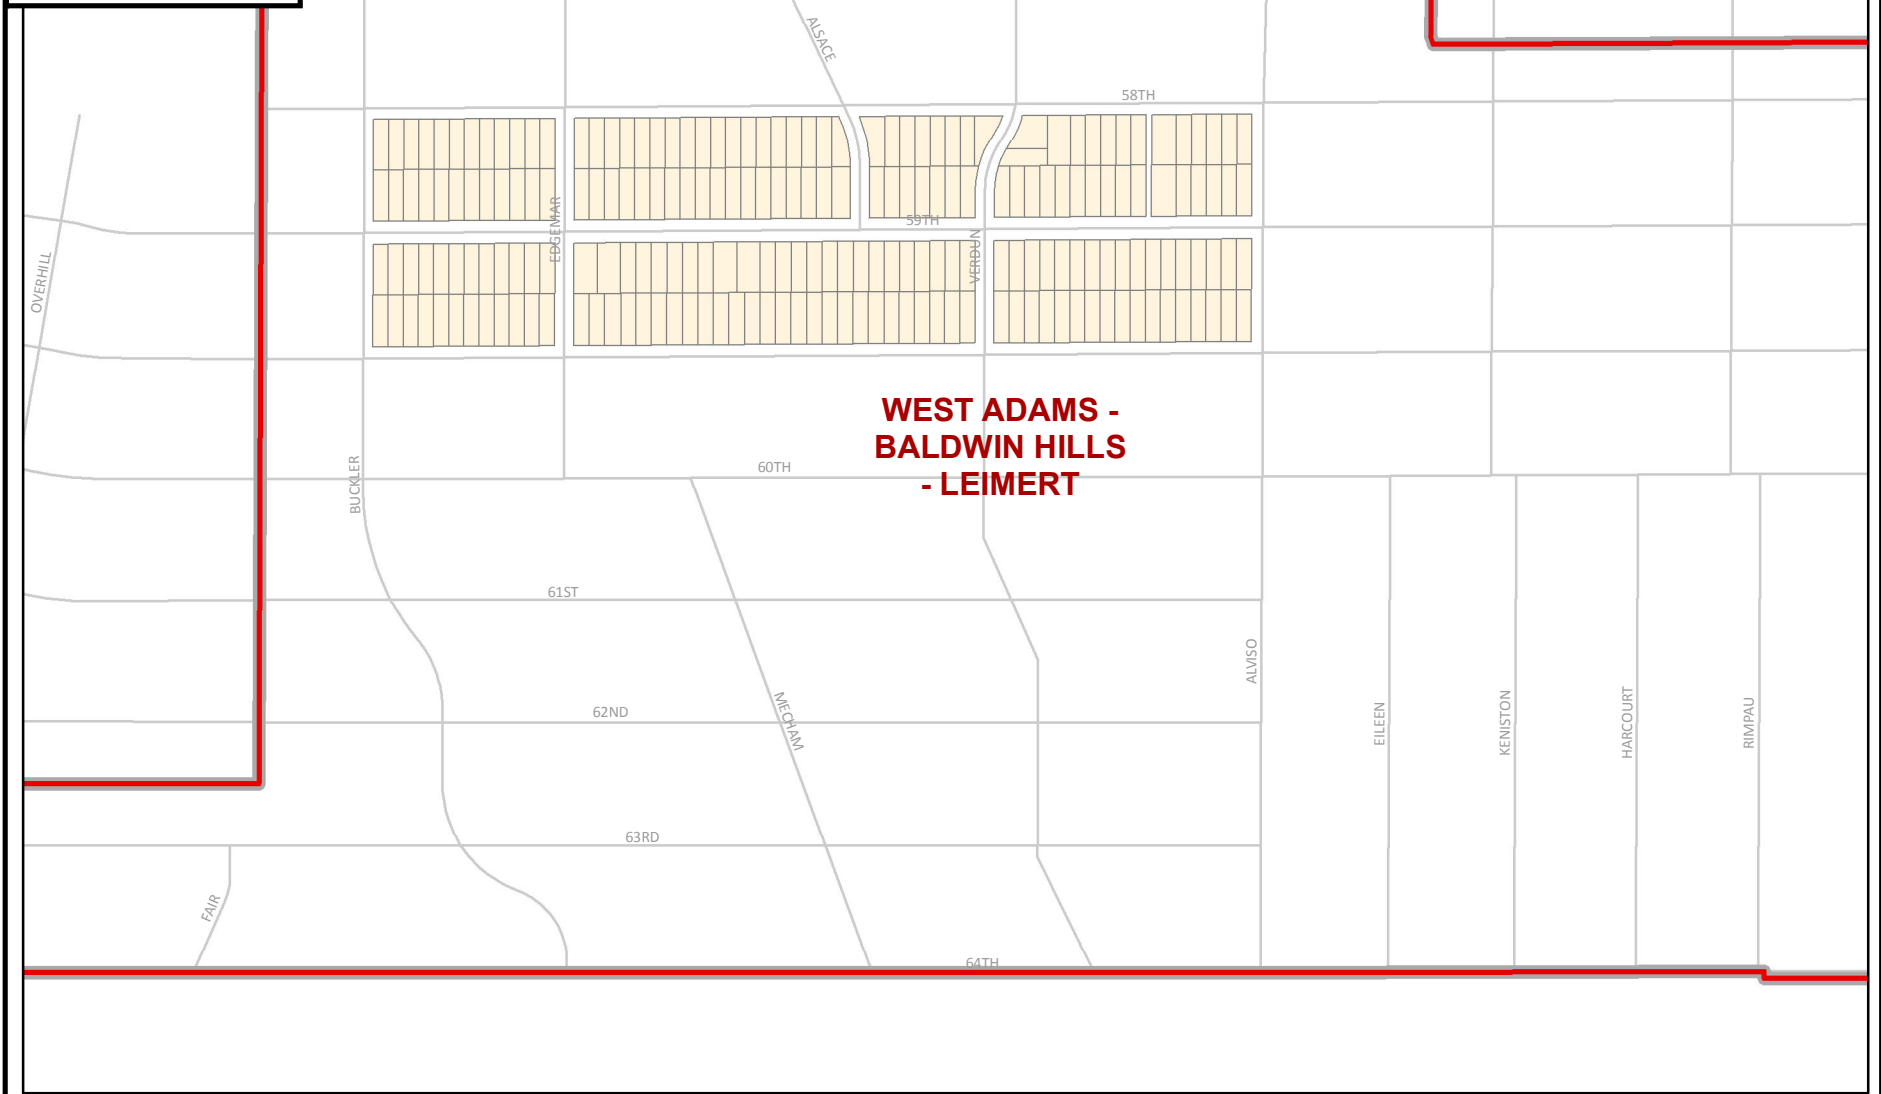 ALSACE
58TH
EDGEMAR
59TH
VERDUN
OVERHILL
WEST ADAMS -
BALDWIN HILLS
- LEIMERT
BUCKLER
60TH
61ST
ALVISO
62ND
MECHAM
EILEEN
KENISTON
HARCOURT
RIMPAU
63RD
FAIR
64TH